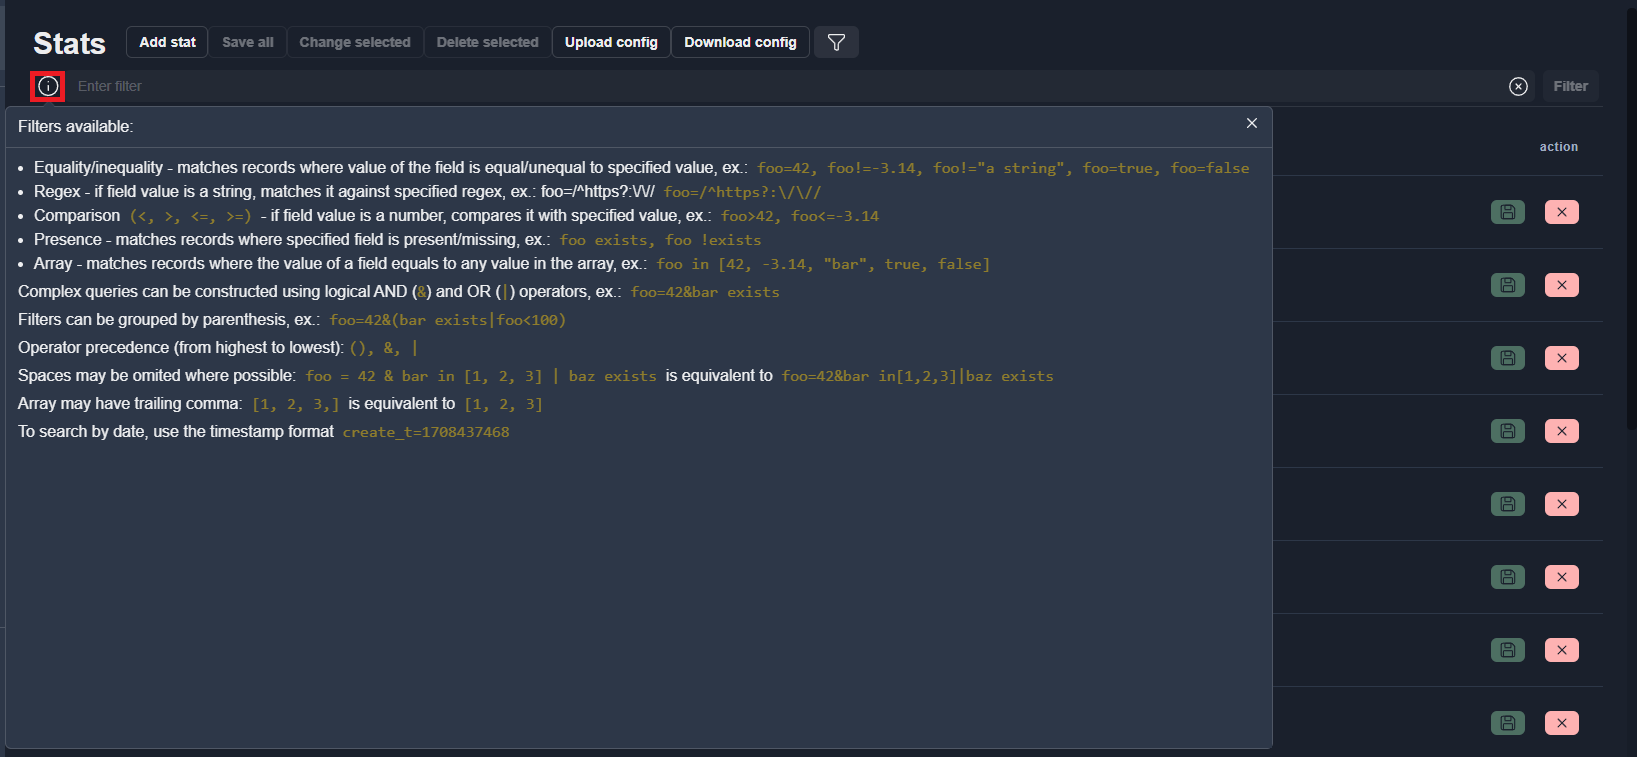 Stats Add stat Save all Change selected Delete selected Upload config Download config
Enter filter Filter
Filters available:
action
• Equality/inequality - matches records where value of the field is equal/unequal to specified value, ex.: foo=42, foo!=-3.14, foo!="a string", foo=true, foo=false
• Regex - if field value is a string, matches it against specified regex, ex.: foo=/^https?:\/\// foo=/^https?:\/\//
• Comparison (<, >, <=, >=) - if field value is a number, compares it with specified value, ex.: foo>42, foo<=-3.14
• Presence - matches records where specified field is present/missing, ex.: foo exists, foo !exists
• Array - matches records where the value of a field equals to any value in the array, ex.: foo in [42, -3.14, "bar", true, false]
Complex queries can be constructed using logical AND (&) and OR (|) operators, ex.: foo=42&bar exists
Filters can be grouped by parenthesis, ex.: foo=42&(bar exists|foo<100)
Operator precedence (from highest to lowest): (), &, |
Spaces may be omited where possible: foo = 42 & bar in [1, 2, 3] | baz exists is equivalent to foo=42&bar in[1,2,3]|baz exists
Array may have trailing comma: [1, 2, 3,] is equivalent to [1, 2, 3]
To search by date, use the timestamp format create_t=1708437468